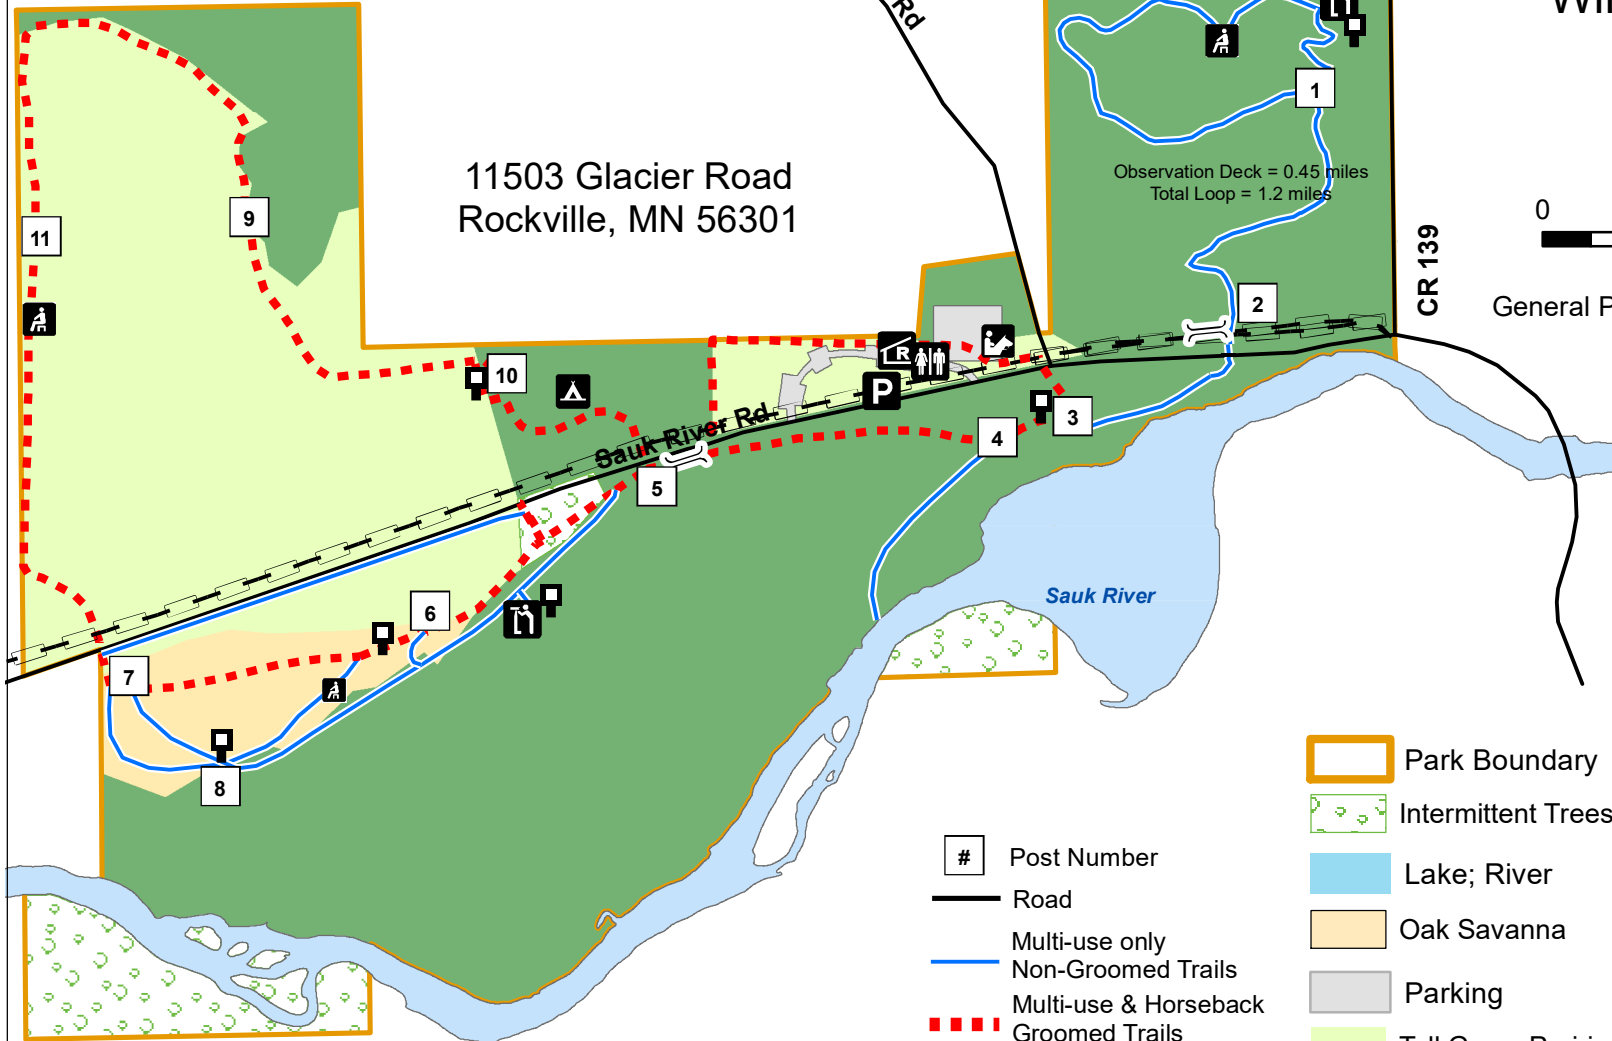 Rd
1
Observation Deck = 0.45 miles
Total Loop = 1.2 miles
11503 Glacier Road
Rockville, MN 56301
9
11
0
CR 139
2
General P
10
R
P
3
4
Sauk River Rd
5
6
Sauk River
7
8
Park Boundary
Intermittent Trees
# Post Number
Lake; River
Road
Oak Savanna
Multi-use only
Non-Groomed Trails
Parking
Multi-use & Horseback
Groomed Trails